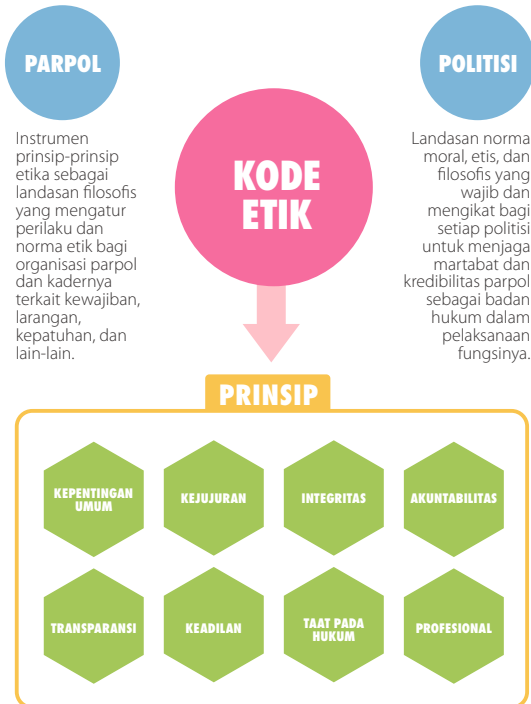 PARPOL
Instrumen
prinsip-prinsip
etika sebagai
landasan filosofis
yang mengatur
perilaku dan
norma etik bagi
organisasi parpol
dan kadernya
terkait kewajiban,
larangan,
kepatuhan, dan
lain-lain.
KODE
ETIK
POLITISI
Landasan norma
moral, etis, dan
filosofis yang
wajib dan
mengikat bagi
setiap politisi
untuk menjaga
martabat dan
kredibilitas parpol
sebagai badan
hukum dalam
pelaksanaan
fungsinya.
PRINSIP
KEPENTINGAN
UMUM
KEJUJURAN
INTEGRITAS
AKUNTABILITAS
TRANSPARANSI
KEADILAN
TAAT PADA
HUKUM
PROFESIONAL